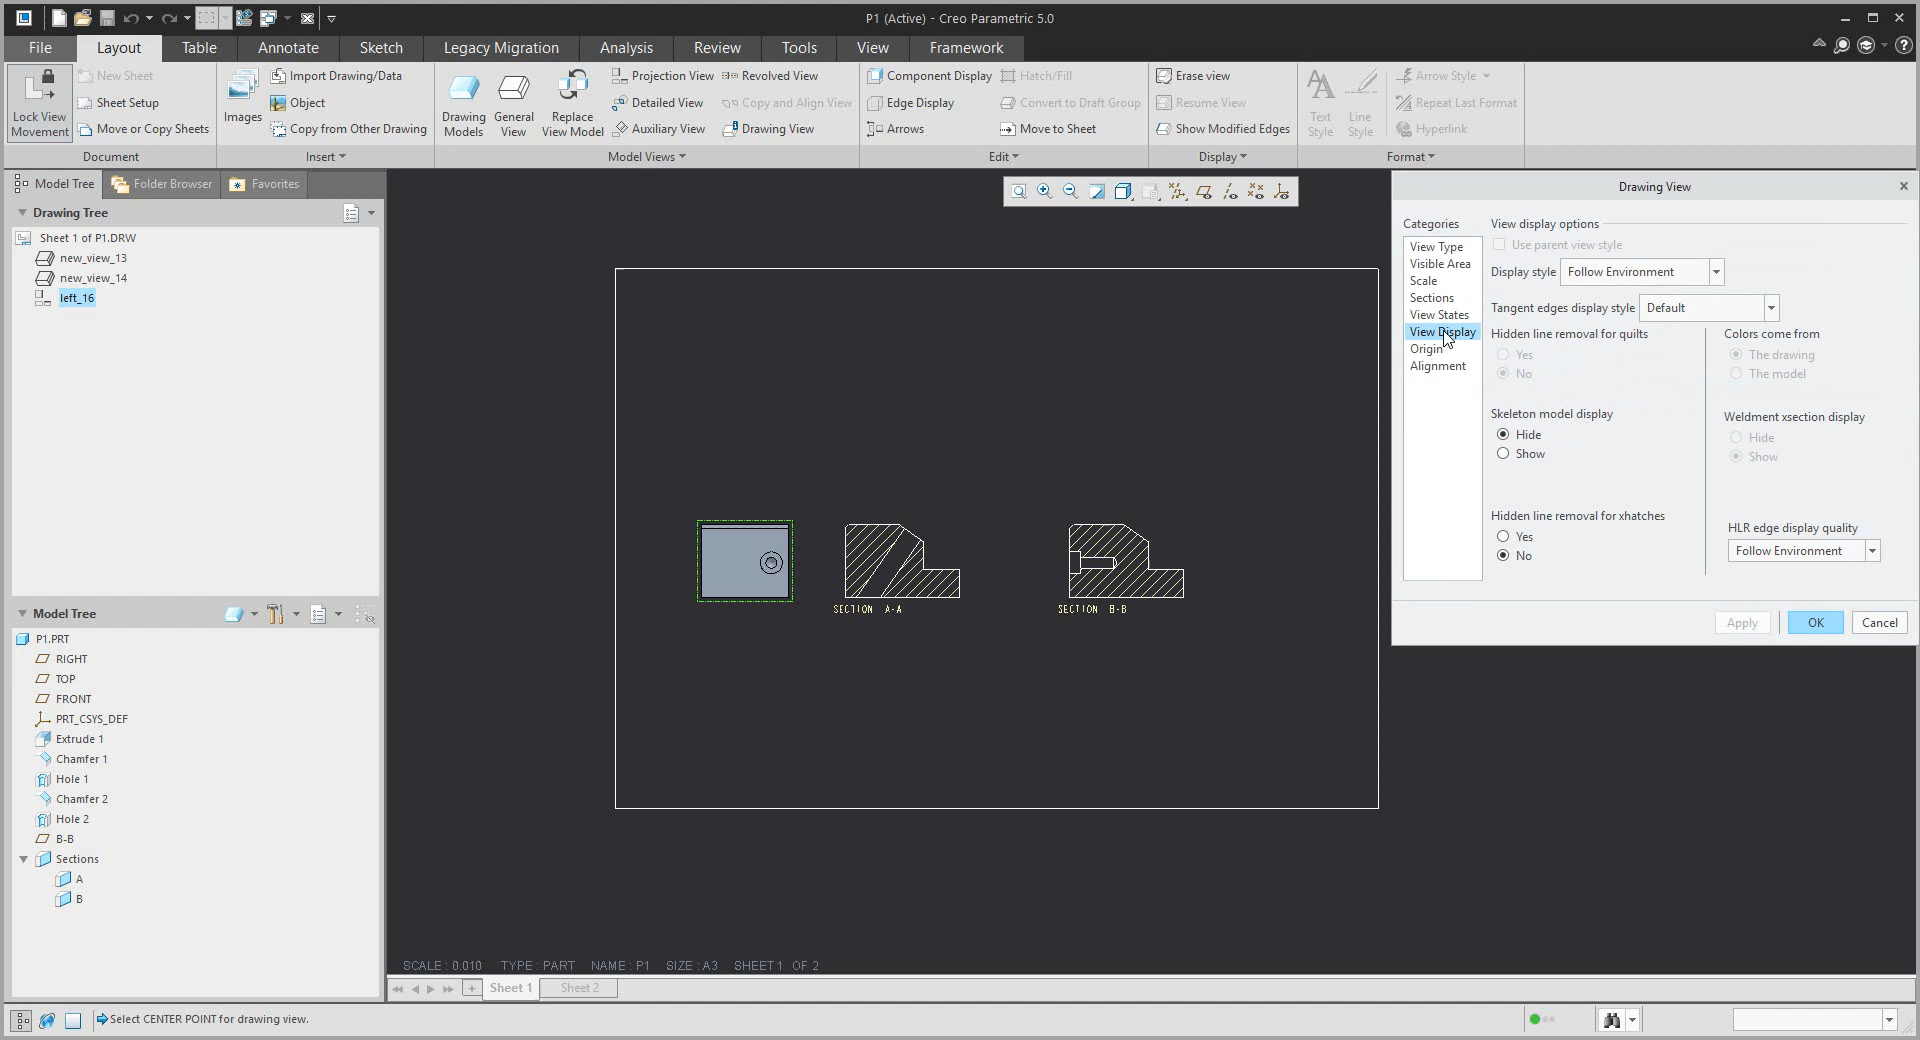 P1 (Active) - Creo Parametric 5.0
File Layout Table Annotate Sketch Legacy Migration Analysis Review Tools View Framework
Lock View Movement
New Sheet
Sheet Setup
Move or Copy Sheets
Document
Images
Import Drawing/Data
Object
Copy from Other Drawing
Insert
Drawing Models
General View
Replace View Model
Projection View
Detailed View
Auxiliary View
Revolved View
Copy and Align View
Drawing View
Model Views
Component Display
Edge Display
Arrows
Hatch/Fill
Convert to Draft Group
Move to Sheet
Edit
Erase view
Resume View
Show Modified Edges
Display
Text Style
Line Style
Arrow Style
Repeat Last Format
Hyperlink
Format
Model Tree Folder Browser Favorites
Drawing Tree
Sheet 1 of P1.DRW
new_view_13
new_view_14
left_16
Model Tree
P1.PRT
RIGHT
TOP
FRONT
PRT_CSYS_DEF
Extrude 1
Chamfer 1
Hole 1
Chamfer 2
Hole 2
B-B
Sections
A
B
SECTION A-A
SECTION B-B
SCALE : 0.010 TYPE : PART NAME : P1 SIZE : A3 SHEET 1 OF 2
Sheet 1 Sheet 2
Select CENTER POINT for drawing view.
Drawing View
Categories
View Type
Visible Area
Scale
Sections
View States
View Display
Origin
Alignment
View display options
Use parent view style
Display style Follow Environment
Tangent edges display style Default
Hidden line removal for quilts
Yes
No
Colors come from
The drawing
The model
Skeleton model display
Hide
Show
Weldment xsection display
Hide
Show
Hidden line removal for xhatches
Yes
No
HLR edge display quality
Follow Environment
Apply OK Cancel